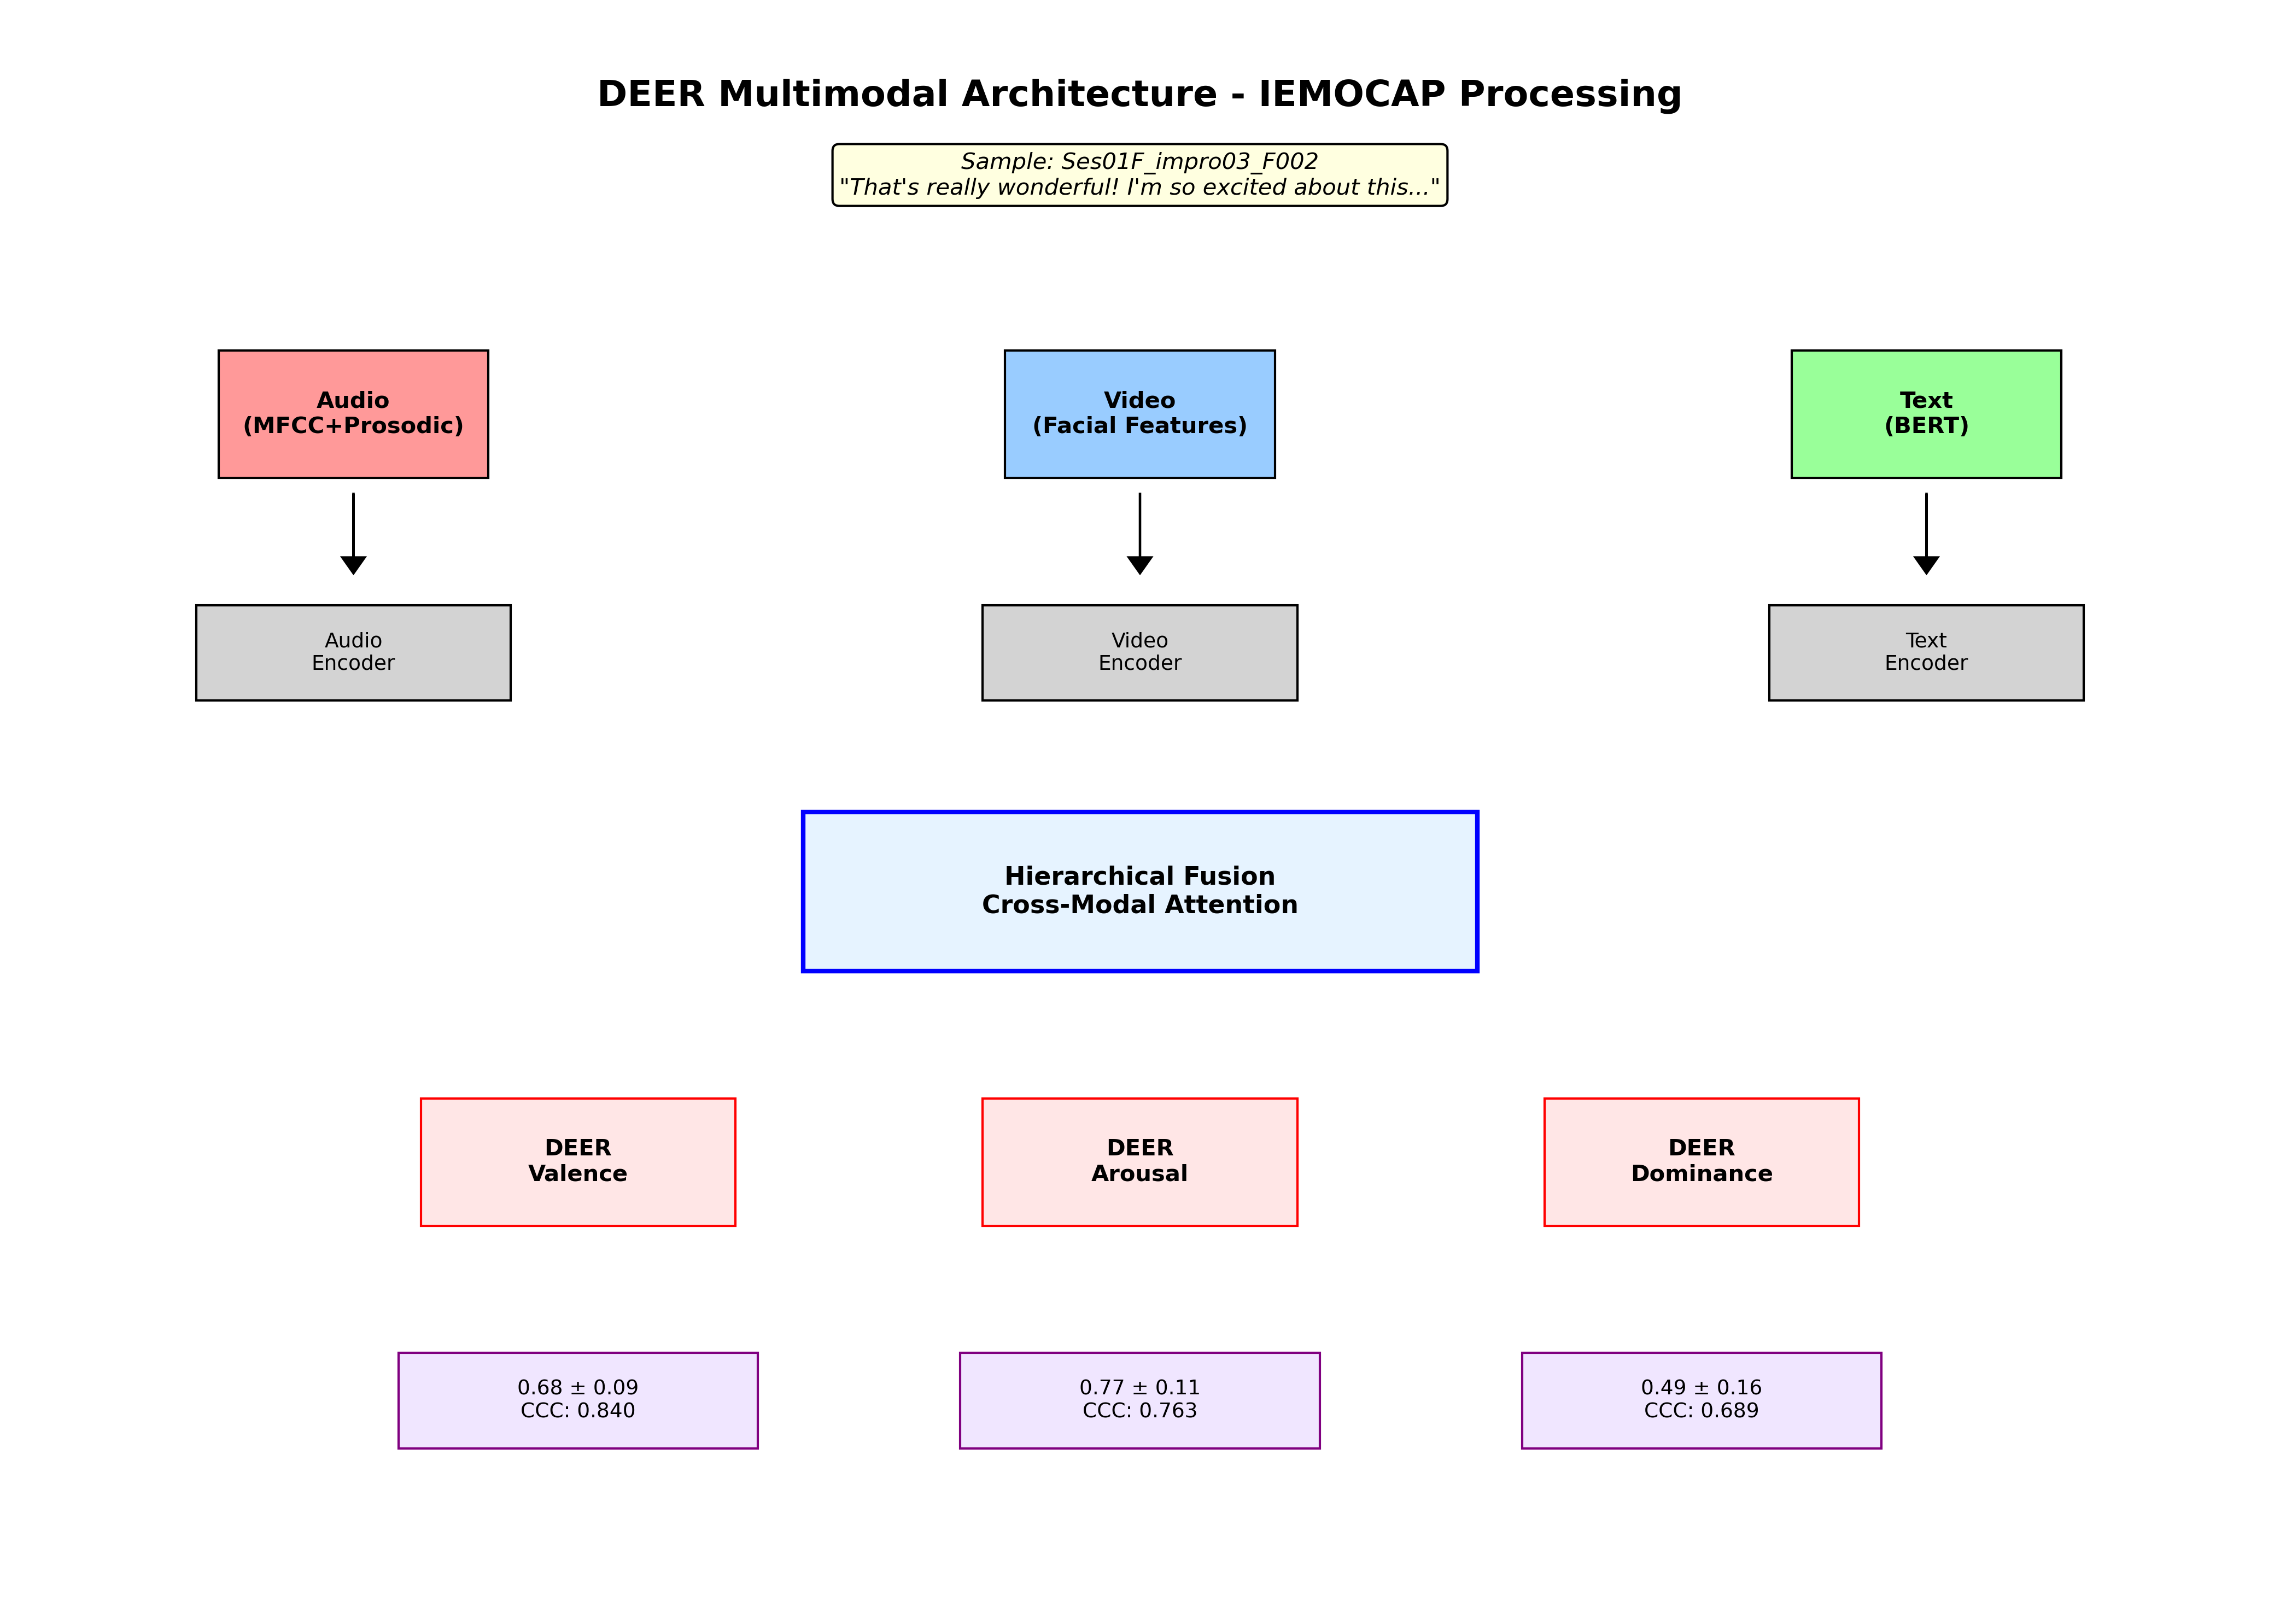 DEER Multimodal Architecture - IEMOCAP Processing
Sample: Ses01F_impro03_F002
"That's really wonderful! I'm so excited about this..."
Audio
(MFCC+Prosodic)
Video
(Facial Features)
Text
(BERT)
Audio
Encoder
Video
Encoder
Text
Encoder
Hierarchical Fusion
Cross-Modal Attention
DEER
Valence
DEER
Arousal
DEER
Dominance
0.68 ± 0.09
CCC: 0.840
0.77 ± 0.11
CCC: 0.763
0.49 ± 0.16
CCC: 0.689